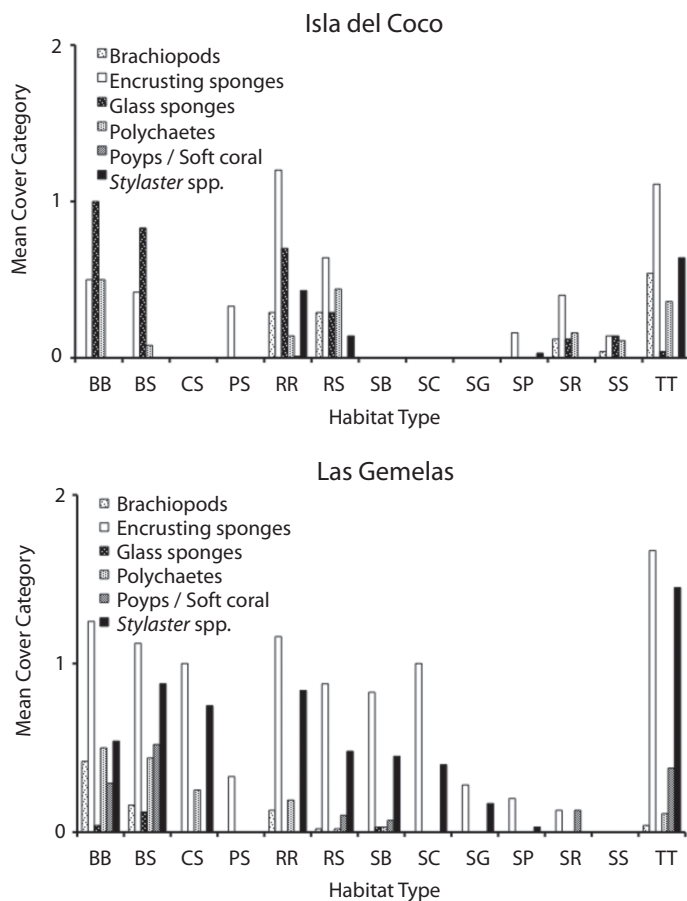 Isla del Coco
2
Brachiopods
Encrusting sponges
Glass sponges
Polychaetes
Poyps / Soft coral
Stylaster spp.
1
0
Mean Cover Category
BB BS CS PS RR RS SB SC SG SP SR SS TT
Habitat Type
Las Gemelas
2
Brachiopods
Encrusting sponges
Glass sponges
Polychaetes
Poyps / Soft coral
Stylaster spp.
1
0
Mean Cover Category
BB BS CS PS RR RS SB SC SG SP SR SS TT
Habitat Type